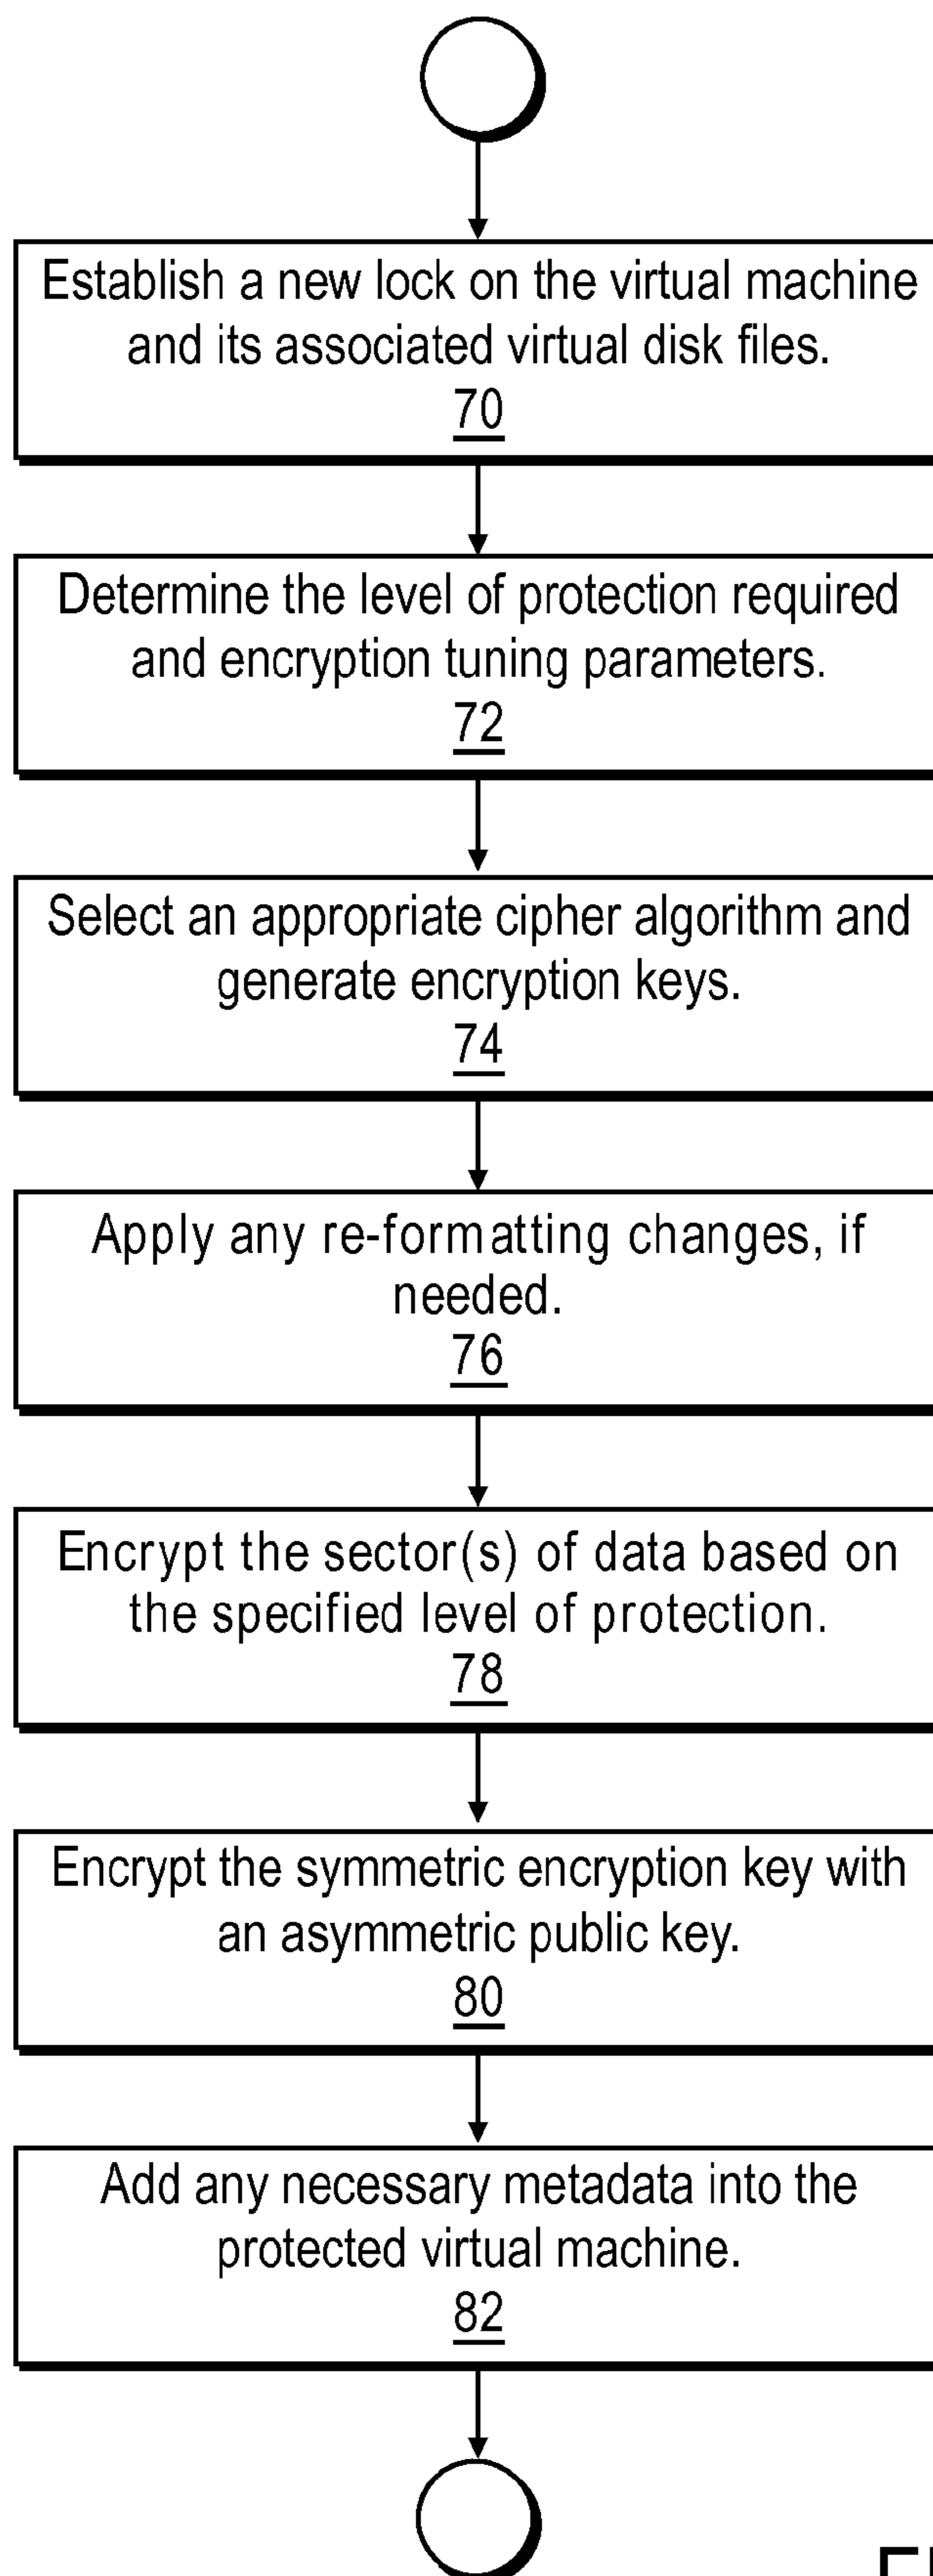 Establish a new lock on the virtual machine
and its associated virtual disk files.
70
Determine the level of protection required
and encryption tuning parameters.
72
Select an appropriate cipher algorithm and
generate encryption keys.
74
Apply any re-formatting changes, if
needed.
76
Encrypt the sector(s) of data based on
the specified level of protection.
78
Encrypt the symmetric encryption key with
an asymmetric public key.
80
Add any necessary metadata into the
protected virtual machine.
82